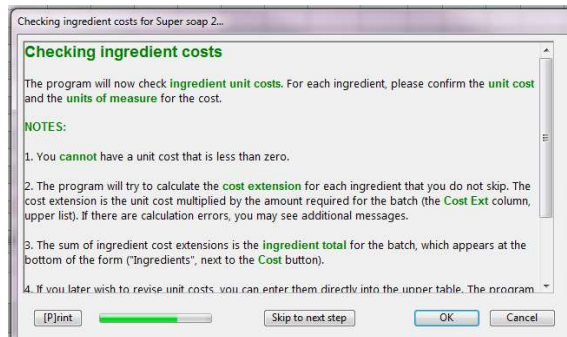 Checking ingredient costs for Super soap 2...
Checking ingredient costs
The program will now check ingredient unit costs. For each ingredient, please confirm the unit cost
and the units of measure for the cost.
NOTES:
1. You cannot have a unit cost that is less than zero.
2. The program will try to calculate the cost extension for each ingredient that you do not skip. The
cost extension is the unit cost multiplied by the amount required for the batch (the Cost Ext column,
upper list). If there are calculation errors, you may see additional messages.
3. The sum of ingredient cost extensions is the ingredient total for the batch, which appears at the
bottom of the form ("Ingredients", next to the Cost button).
4. If you later wish to revise unit costs, you can enter them directly into the upper table. The program
[P]rint Skip to next step OK Cancel